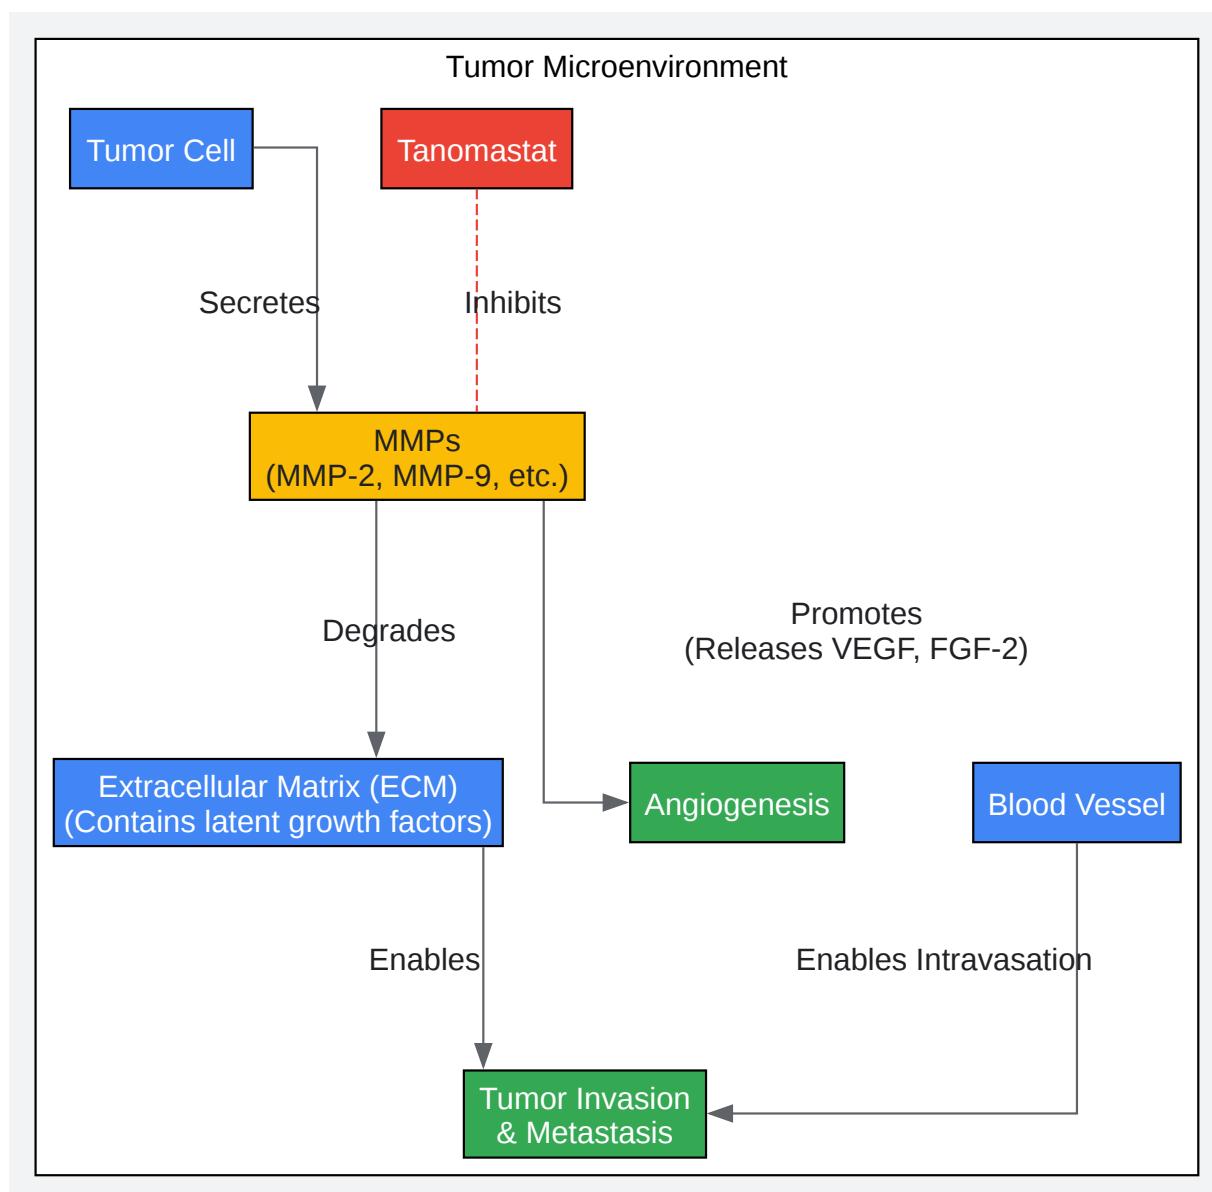 Tumor Microenvironment
Tumor Cell
Tanomastat
Secretes
Inhibits
MMPs
(MMP-2, MMP-9, etc.)
Degrades
Promotes
(Releases VEGF, FGF-2)
Extracellular Matrix (ECM)
(Contains latent growth factors)
Angiogenesis
Blood Vessel
Enables
Enables Intravasation
Tumor Invasion
& Metastasis